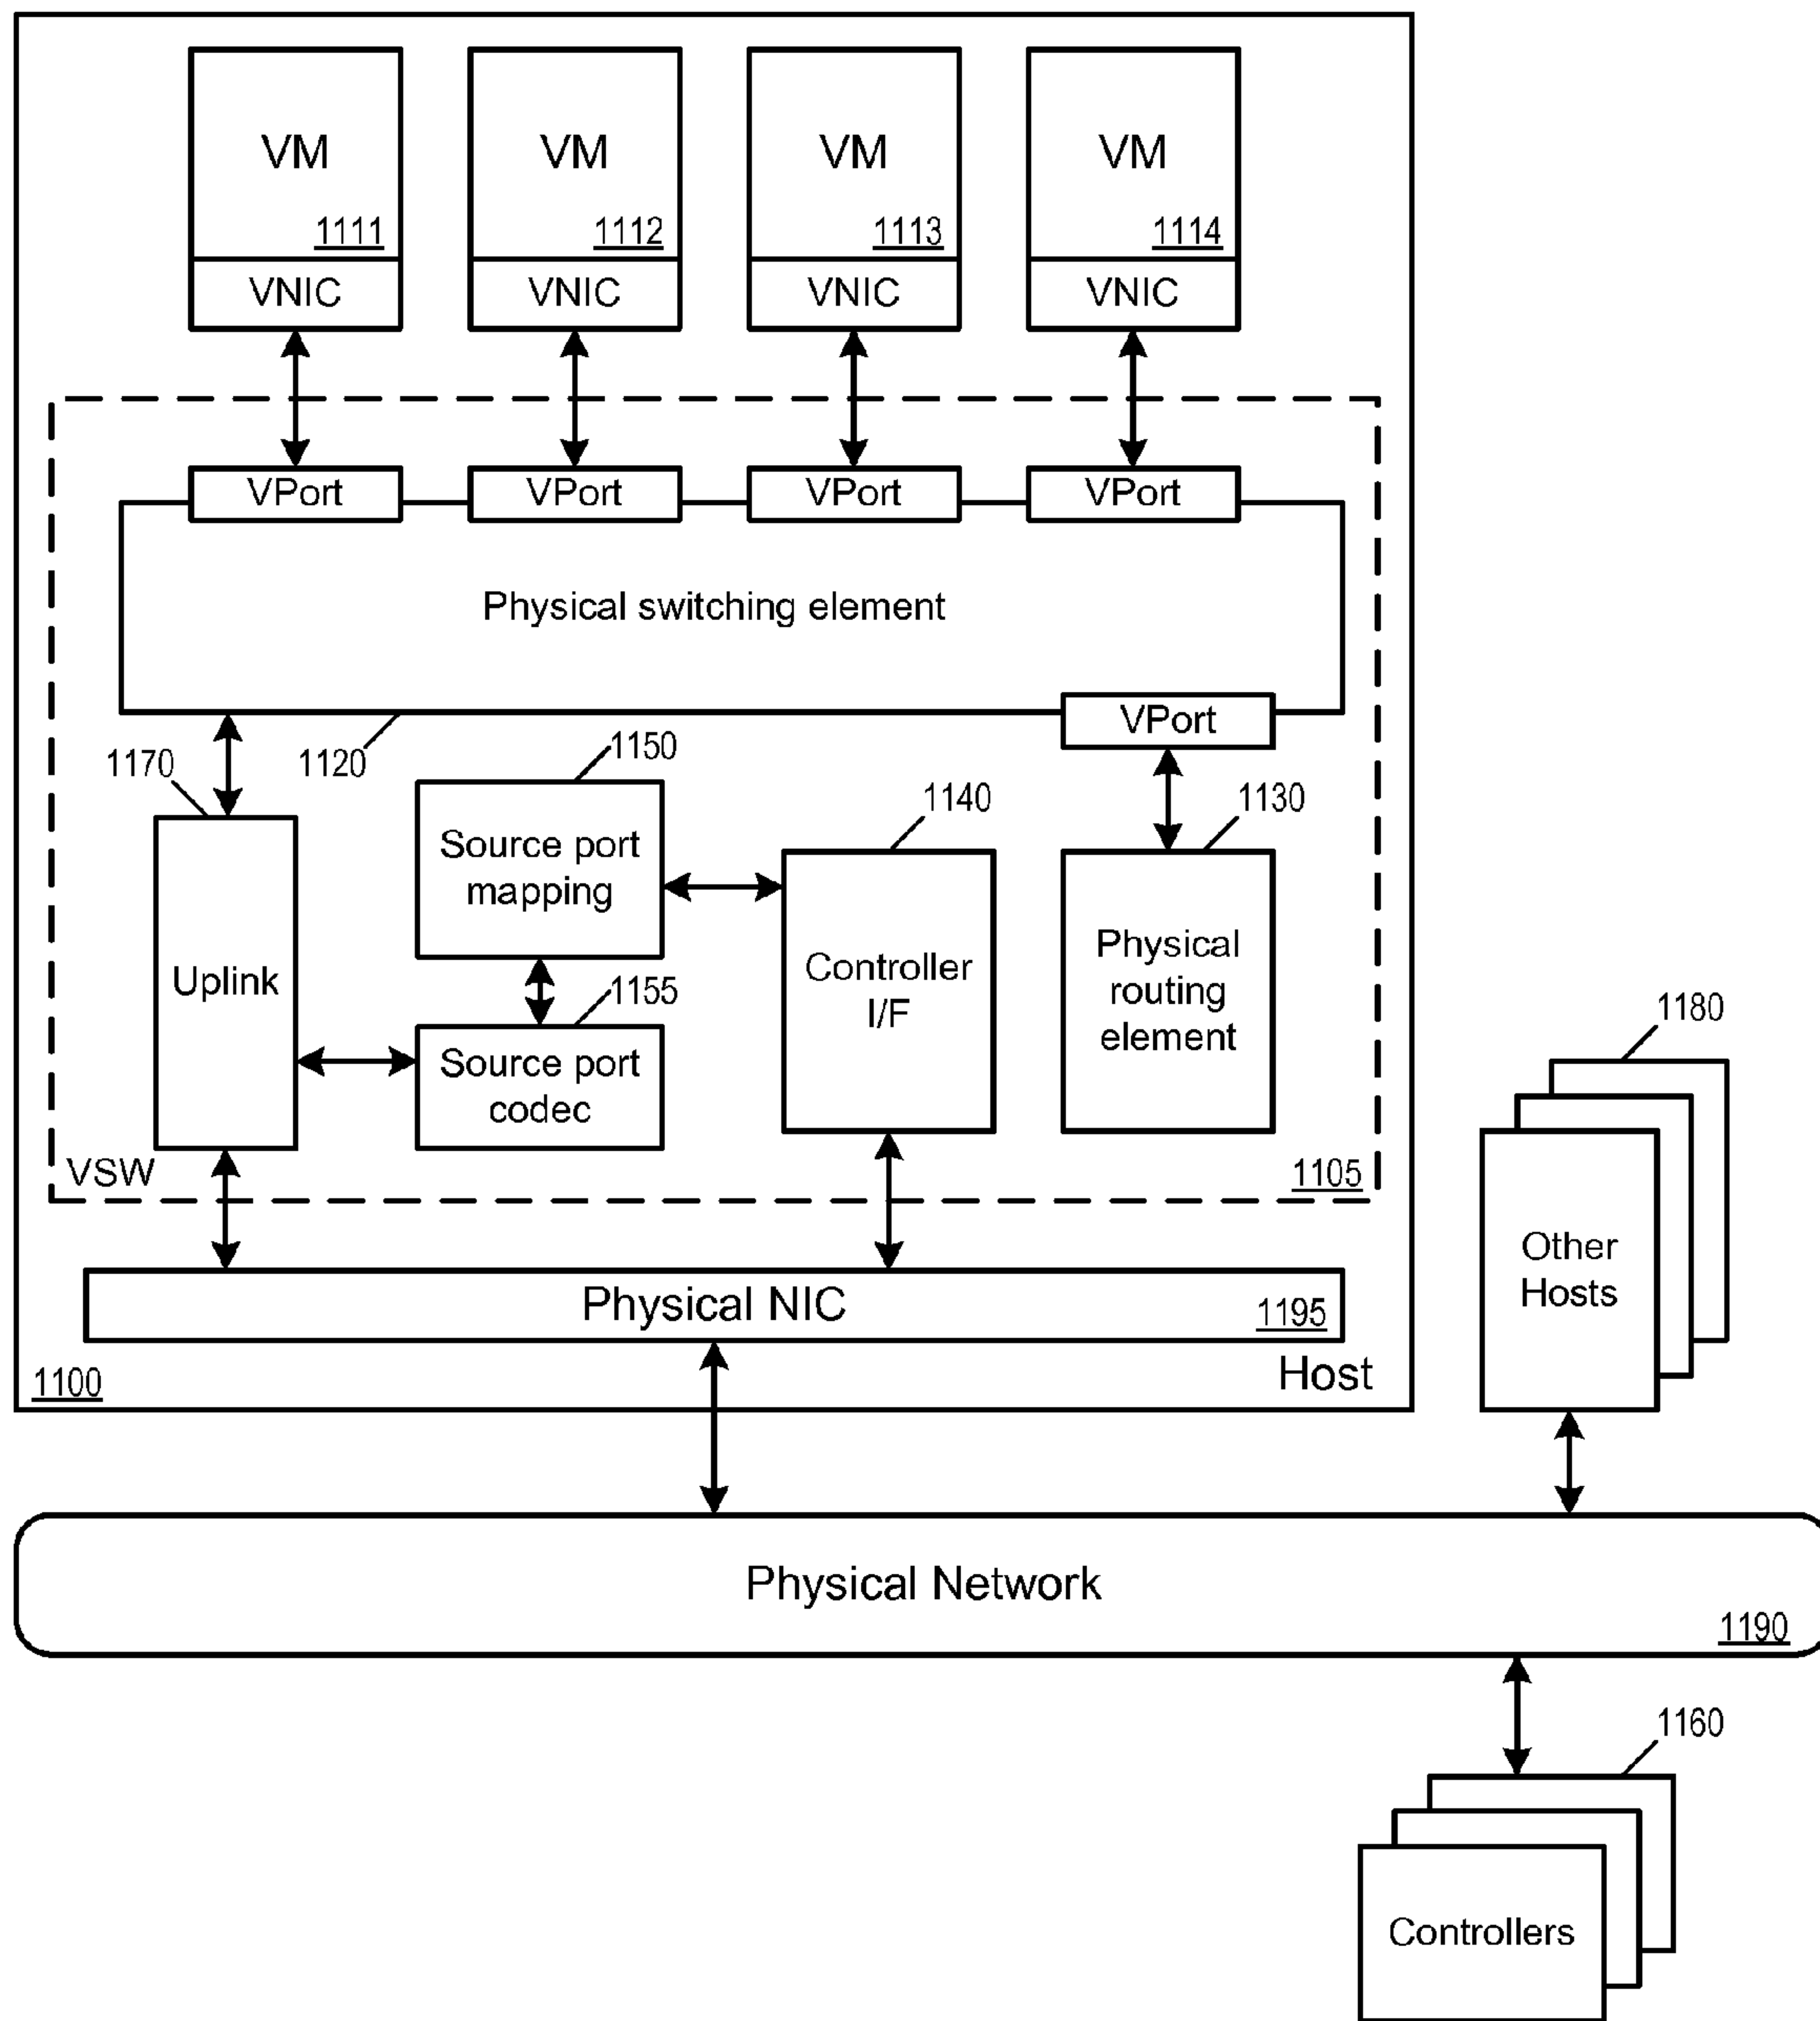 VM
1111
VNIC
VM
1112
VNIC
VM
1113
VNIC
VM
1114
VNIC
VPort
VPort
VPort
VPort
Physical switching element
VPort
1170
1120
1150
1140
1130
Uplink
Source port
mapping
1155
Source port
codec
Controller
I/F
Physical
routing
element
VSW
1105
1180
Other
Hosts
Physical NIC
1195
1100
Host
Physical Network
1190
1160
Controllers